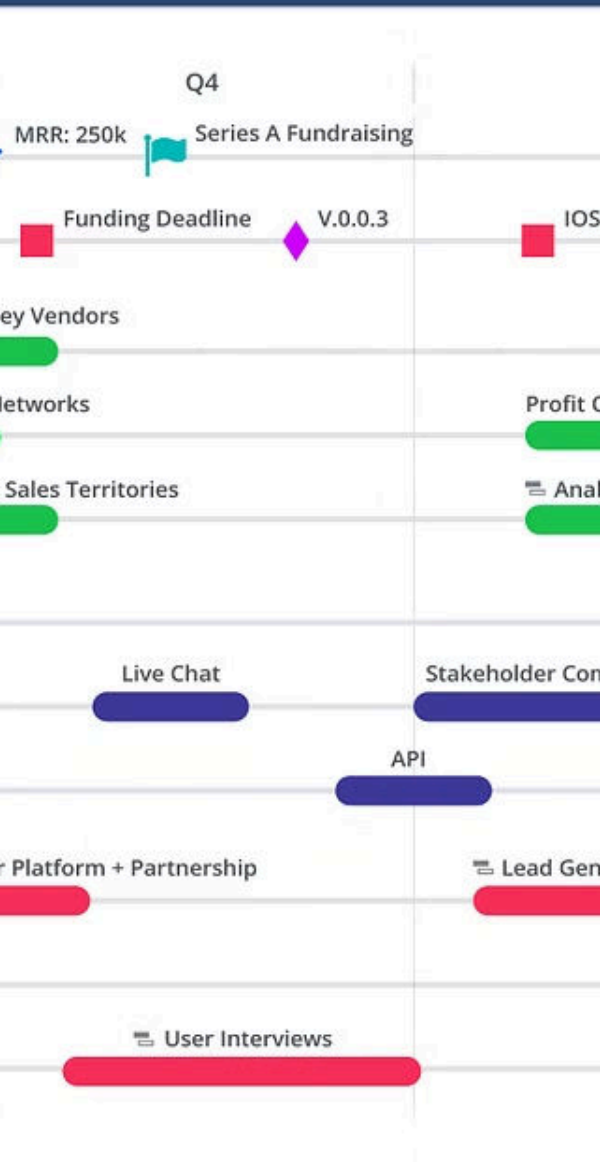 Q4
MRR: 250k
Series A Fundraising
Funding Deadline
V.0.0.3
IOS
ey Vendors
etworks
Profit
Sales Territories
Anal
Live Chat
Stakeholder Con
API
r Platform + Partnership
Lead Gen
User Interviews